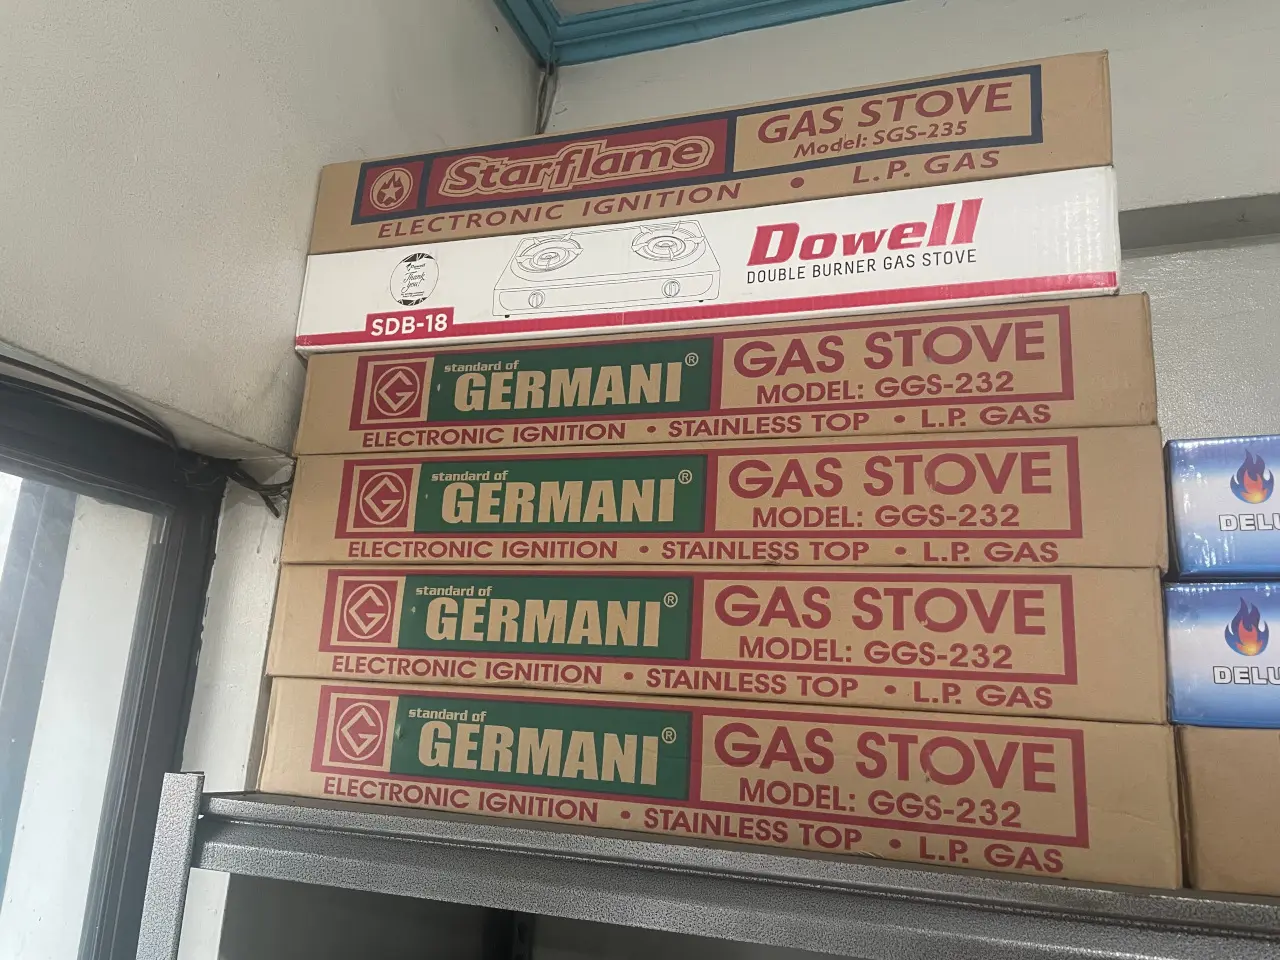 Starflame
GAS STOVE
Model: SGS-235
ELECTRONIC IGNITION • L.P. GAS
Dowell
DOUBLE BURNER GAS STOVE
Thank you!
SDB-18
standard of
GERMANI®
GAS STOVE
MODEL: GGS-232
ELECTRONIC IGNITION • STAINLESS TOP • L.P. GAS
standard of
GERMANI®
GAS STOVE
MODEL: GGS-232
ELECTRONIC IGNITION • STAINLESS TOP • L.P. GAS
standard of
GERMANI®
GAS STOVE
MODEL: GGS-232
ELECTRONIC IGNITION • STAINLESS TOP • L.P. GAS
standard of
GERMANI®
GAS STOVE
MODEL: GGS-232
ELECTRONIC IGNITION • STAINLESS TOP • L.P. GAS
DELU
DELU